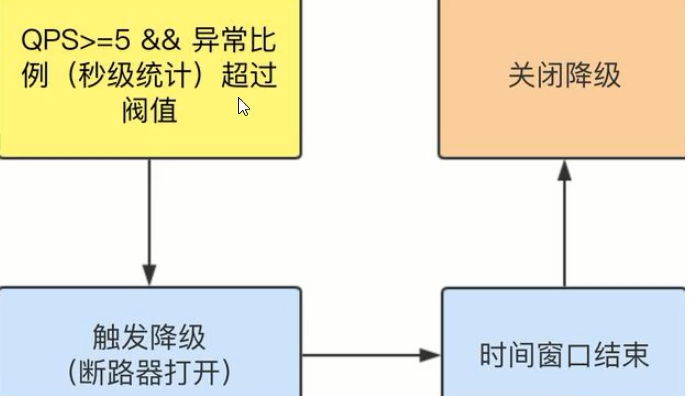 QPS>=5 && 异常比
例（秒级统计）超过
阀值
关闭降级
触发降级
（断路器打开）
时间窗口结束